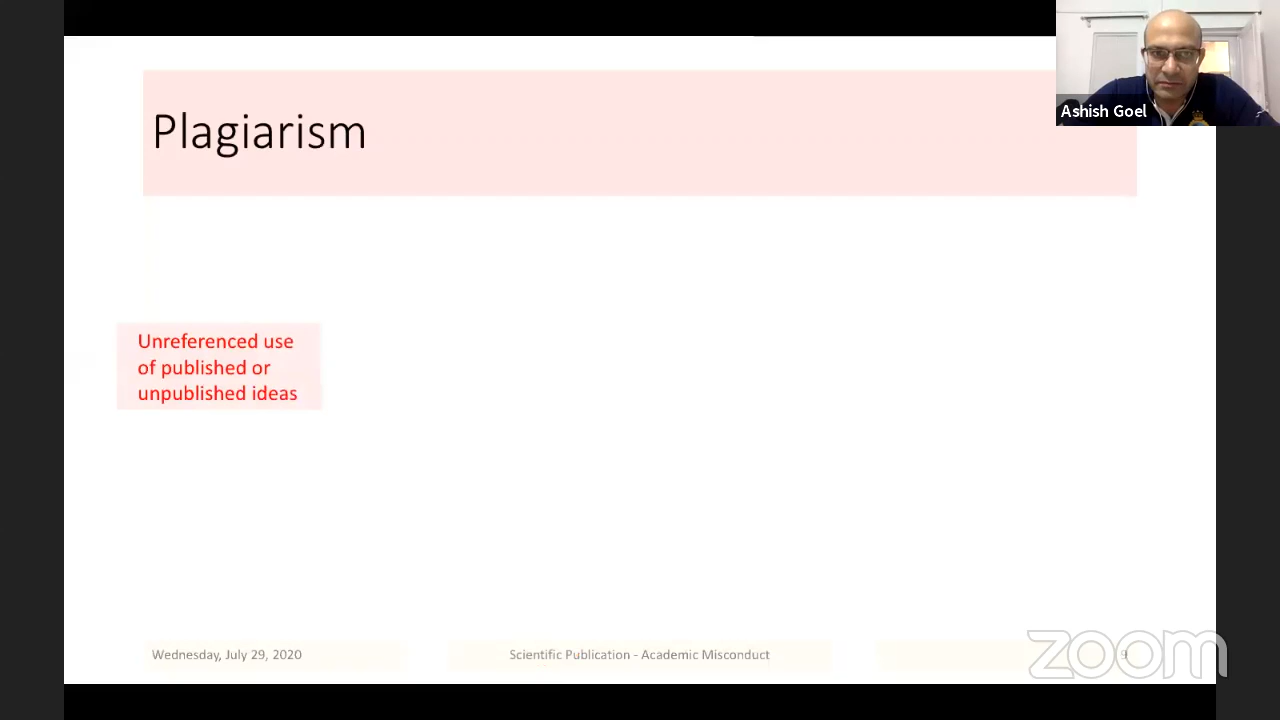 Ashish Goel
Plagiarism
Unreferenced use
of published or
unpublished ideas
Wednesday, July 29, 2020
Scientific Publication - Academic Misconduct
9
zoom